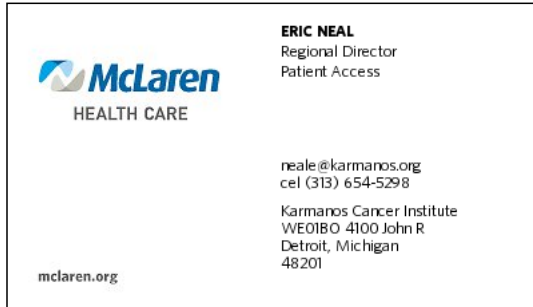 McLaren
HEALTH CARE
mclaren.org
ERIC NEAL
Regional Director
Patient Access
neale@karmanos.org
cel (313) 654-5298
Karmanos Cancer Institute
WE01BO 4100 John R
Detroit, Michigan
48201